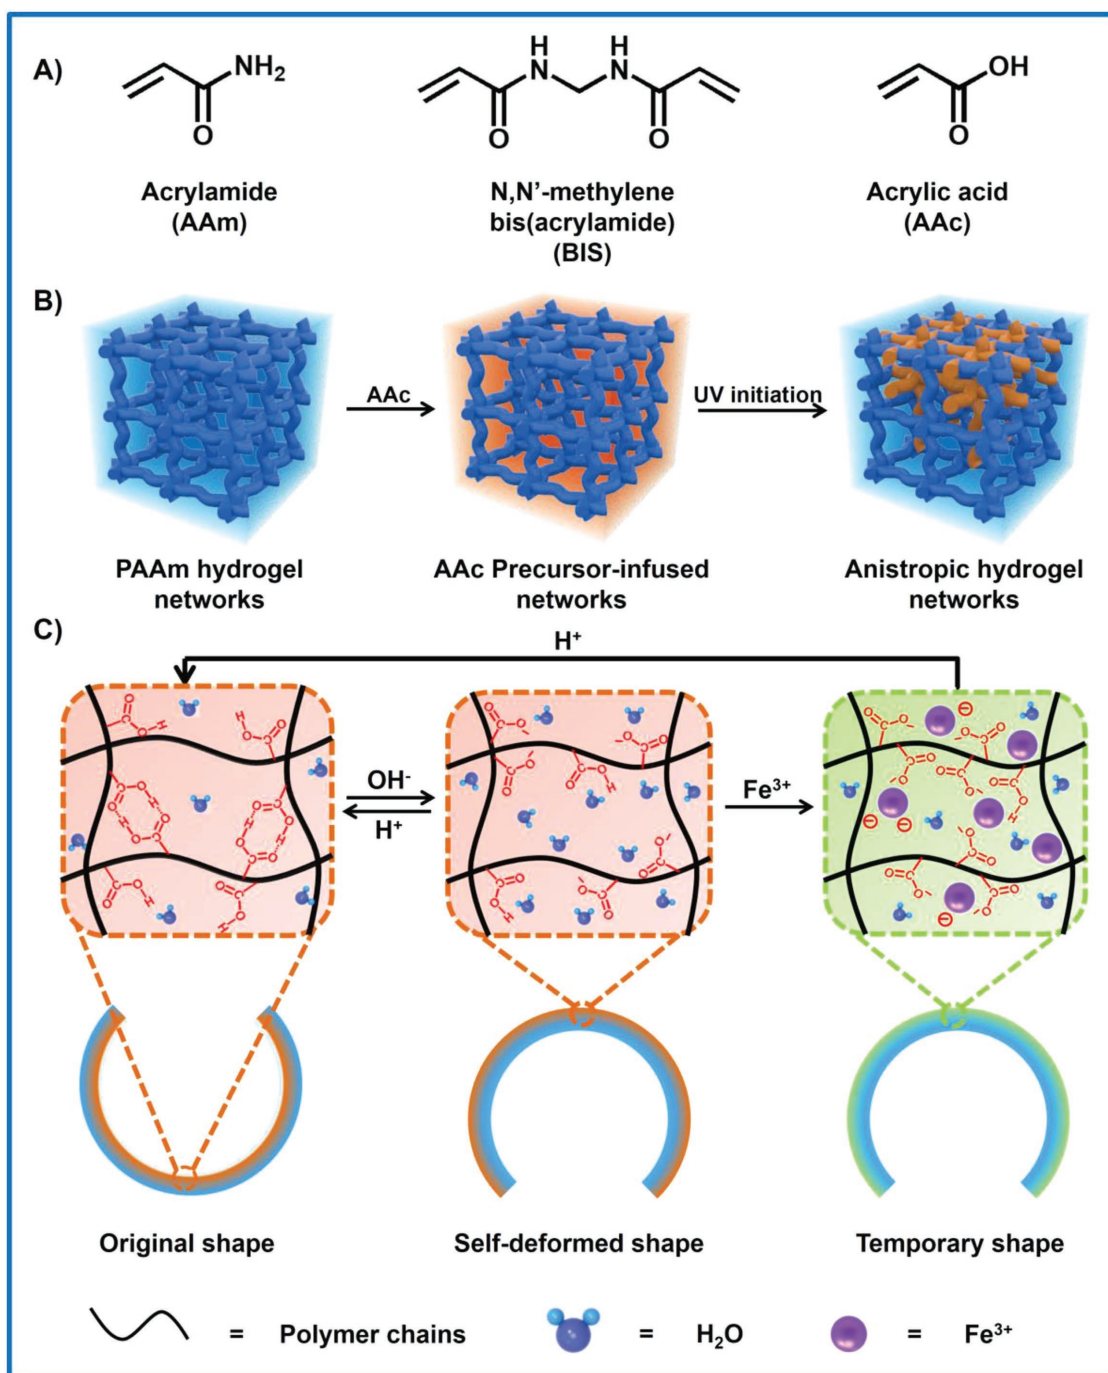 A)
H H
NH₂ N N OH
O O O O
Acrylamide
(AAm)
N,N’-methylene
bis(acrylamide)
(BIS)
Acrylic acid
(AAc)
B)
AAc
UV initiation
PAAm hydrogel
networks
AAc Precursor-infused
networks
Anistropic hydrogel
networks
C)
H⁺
OH⁻
H⁺
Fe³⁺
Original shape
Self-deformed shape
Temporary shape
= Polymer chains
= H₂O
= Fe³⁺